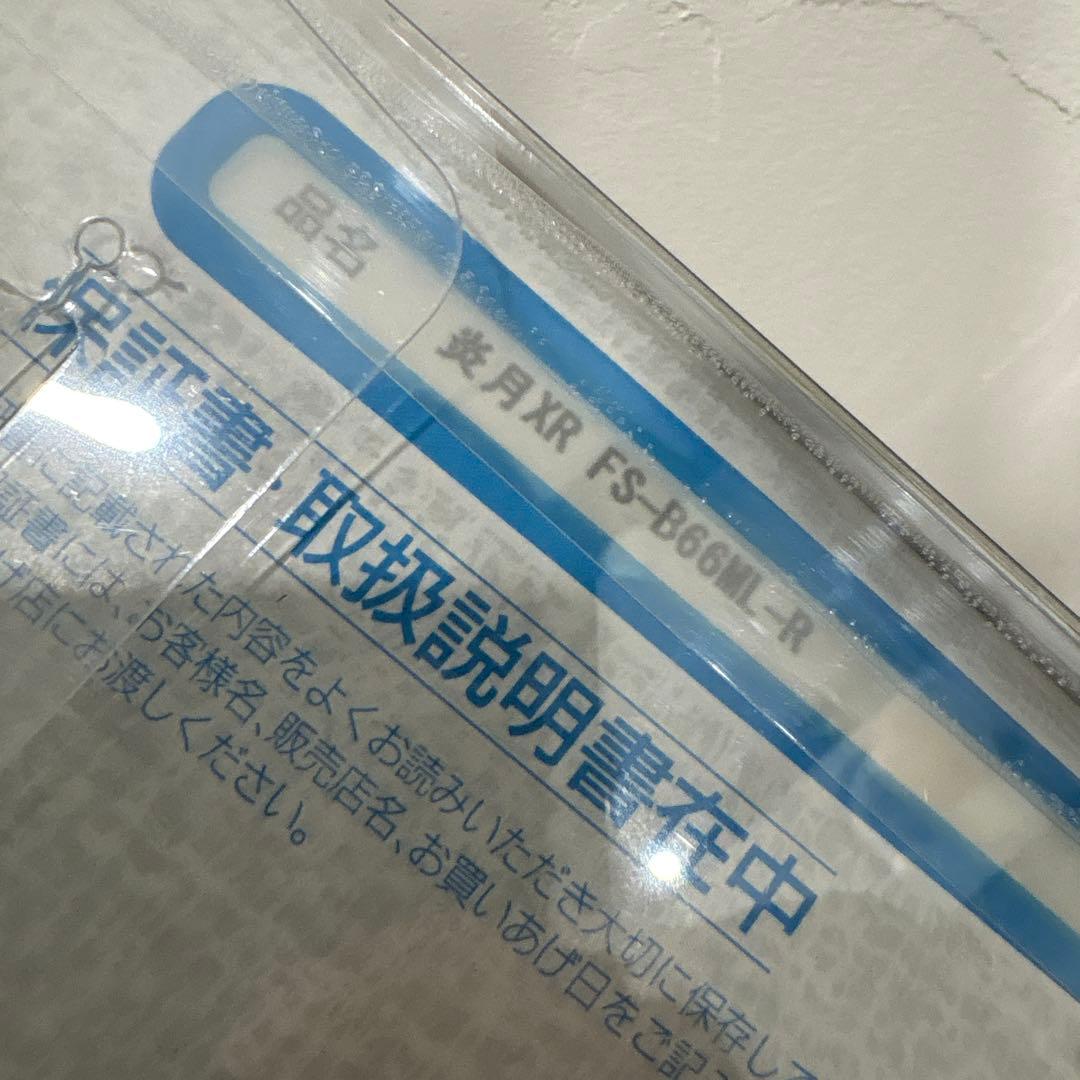 品名
炎月XR FS-B66ML-R
保証書・取扱説明書在中
に記載された内容をよくお読みいただき大切に保存して
証書には、お客様名、販売店名、お買いあげ日をご記
店にお渡しください。